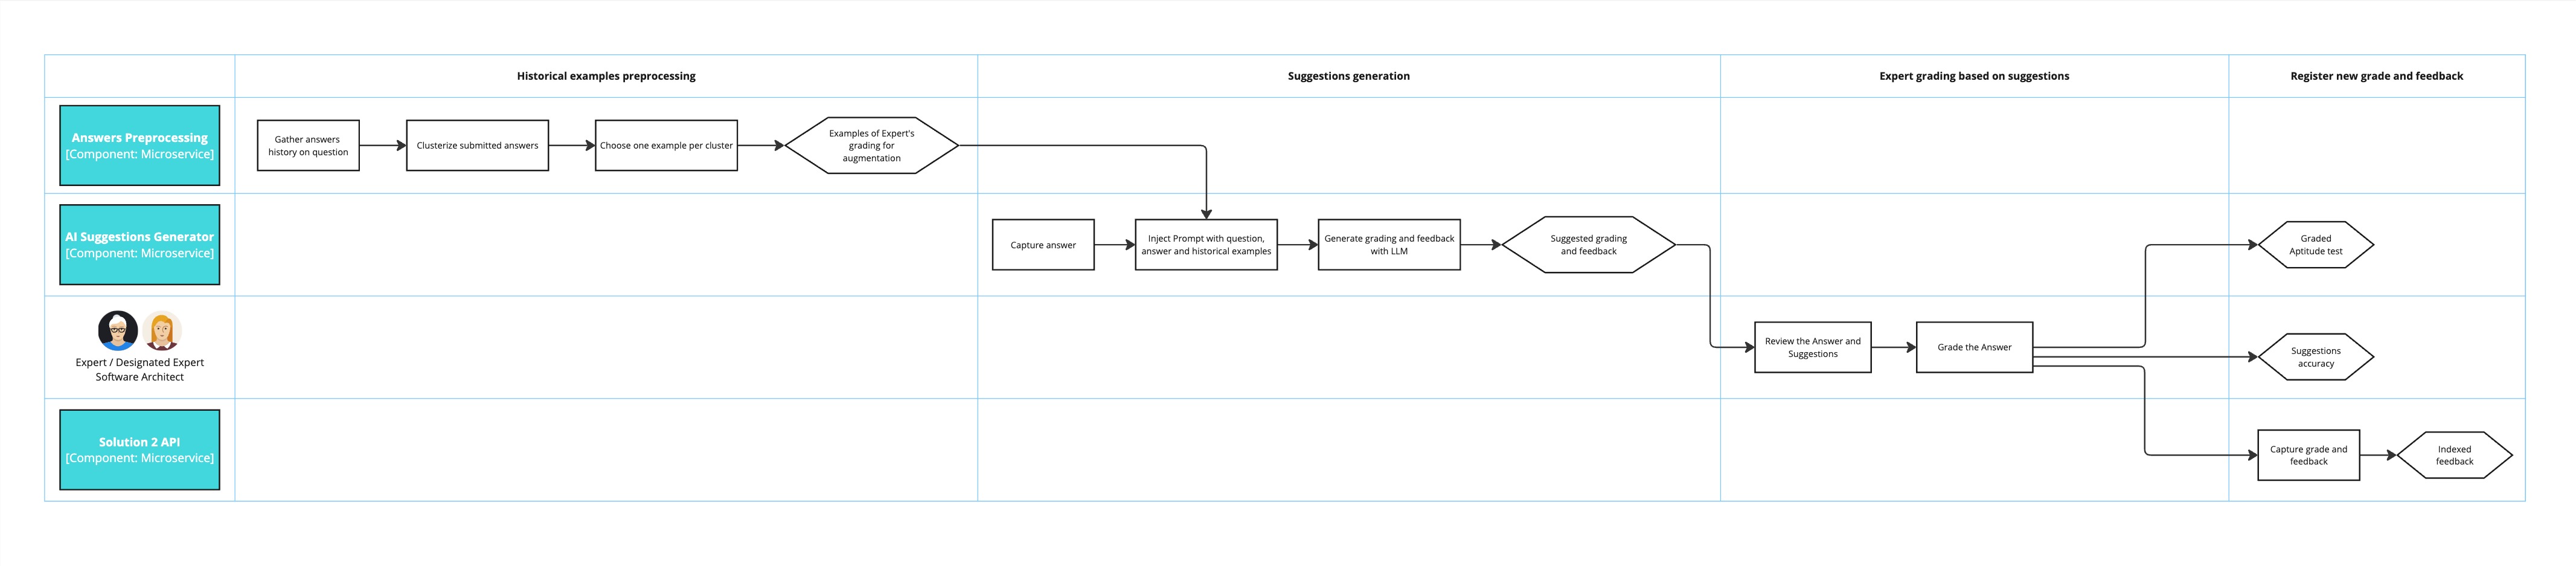 Historical examples preprocessing
Suggestions generation
Expert grading based on suggestions
Register new grade and feedback
Answers Preprocessing
[Component: Microservice]
Gather answers
history on question
Clusterize submitted answers
Choose one example per cluster
Examples of Expert's
grading for
augmentation
AI Suggestions Generator
[Component: Microservice]
Capture answer
Inject Prompt with question,
answer and historical examples
Generate grading and feedback
with LLM
Suggested grading
and feedback
Graded
Aptitude test
Expert / Designated Expert
Software Architect
Review the Answer and
Suggestions
Grade the Answer
Suggestions
accuracy
Solution 2 API
[Component: Microservice]
Capture grade and
feedback
Indexed
feedback